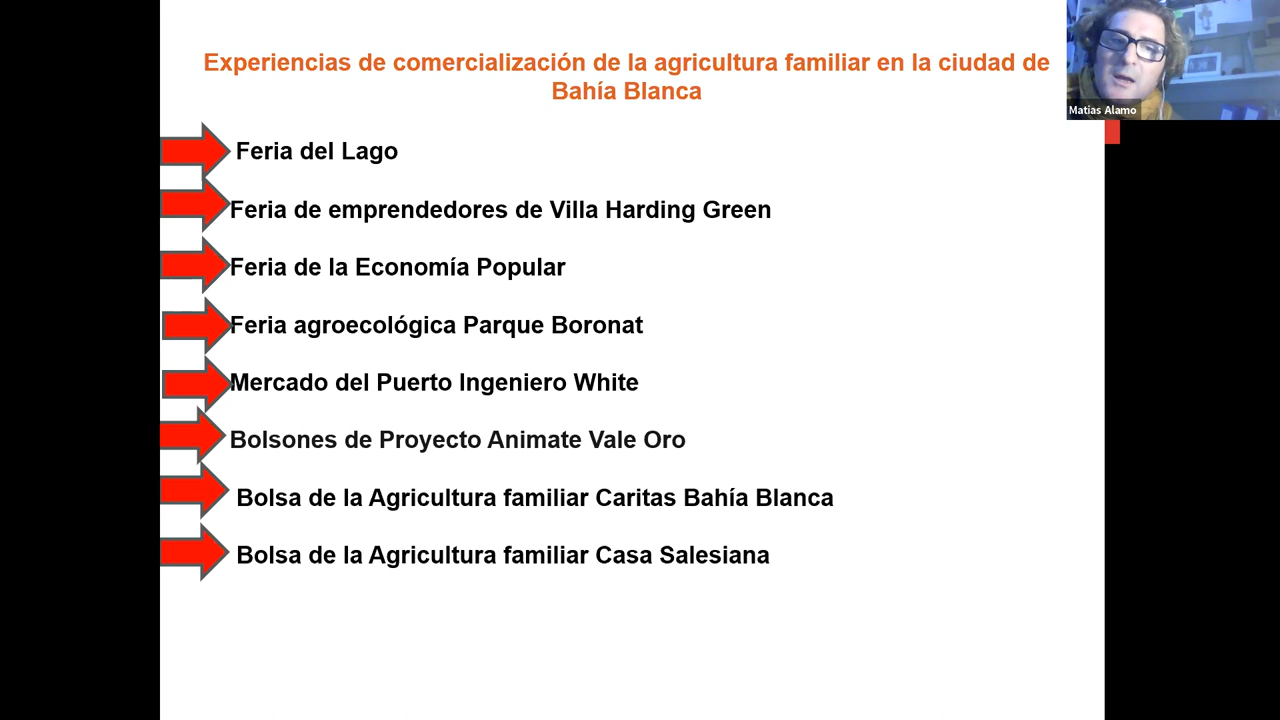 Experiencias de comercialización de la agricultura familiar en la ciudad de
Bahía Blanca
Matias Alamo
Feria del Lago
Feria de emprendedores de Villa Harding Green
Feria de la Economía Popular
Feria agroecológica Parque Boronat
Mercado del Puerto Ingeniero White
Bolsones de Proyecto Animate Vale Oro
Bolsa de la Agricultura familiar Caritas Bahía Blanca
Bolsa de la Agricultura familiar Casa Salesiana